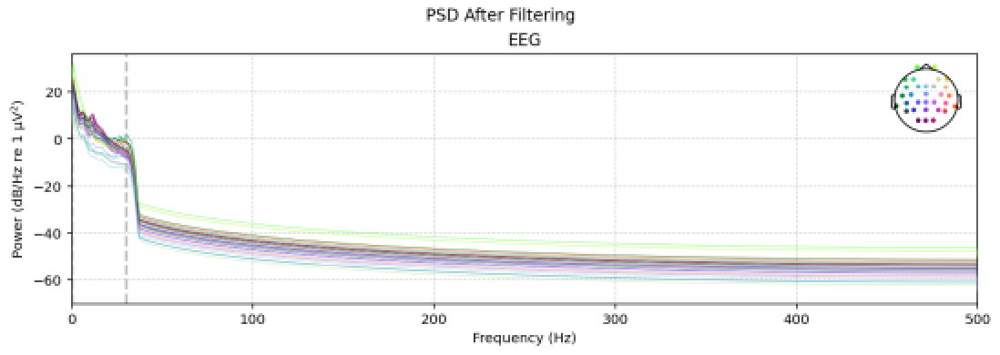 PSD After Filtering
EEG
Power (dB/Hz re 1 µV²)
20
0
−20
−40
−60
0 100 200 300 400 500
Frequency (Hz)